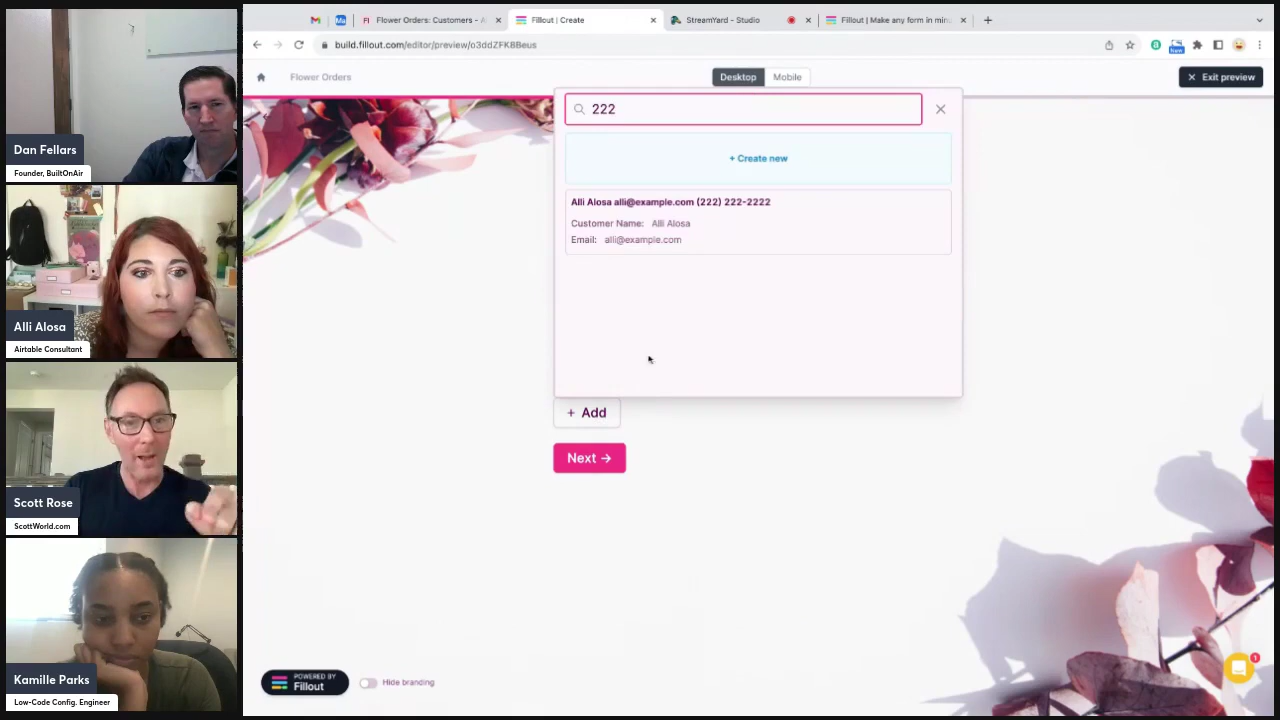 Dan Fellars
Founder, BuiltOnAir
Alli Alosa
Airtable Consultant
Scott Rose
ScottWorld.com
Kamille Parks
Low-Code Config. Engineer
Flower Orders: Customers - A
Fillout | Create
StreamYard - Studio
Fillout | Make any form in min
build.fillout.com/editor/preview/o3ddZFK8Beus
New
Flower Orders
Desktop
Mobile
Exit preview
222
+ Create new
Alli Alosa alli@example.com (222) 222-2222
Customer Name: Alli Alosa
Email: alli@example.com
+ Add
Next →
POWERED BY
Fillout
Hide branding
1